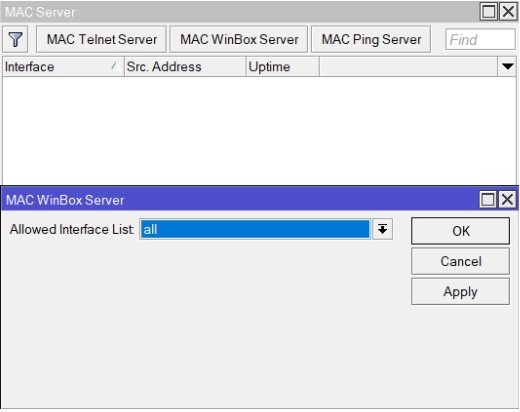 MAC Server
MAC Telnet Server MAC WinBox Server MAC Ping Server Find
Interface / Src. Address Uptime
MAC WinBox Server
Allowed Interface List: all OK
Cancel
Apply